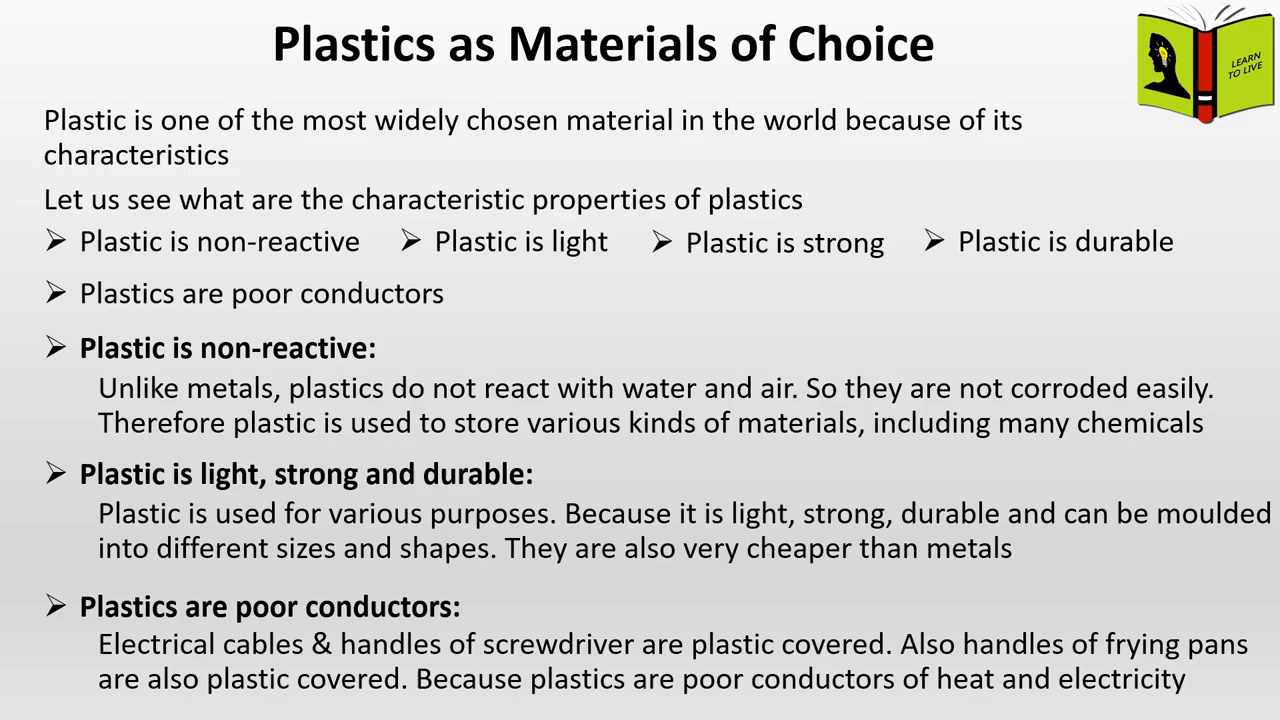 Plastics as Materials of Choice
LEARN
TO LIVE
Plastic is one of the most widely chosen material in the world because of its
characteristics
Let us see what are the characteristic properties of plastics
➢ Plastic is non-reactive ➢ Plastic is light ➢ Plastic is strong ➢ Plastic is durable
➢ Plastics are poor conductors
➢ Plastic is non-reactive:
Unlike metals, plastics do not react with water and air. So they are not corroded easily.
Therefore plastic is used to store various kinds of materials, including many chemicals
➢ Plastic is light, strong and durable:
Plastic is used for various purposes. Because it is light, strong, durable and can be moulded
into different sizes and shapes. They are also very cheaper than metals
➢ Plastics are poor conductors:
Electrical cables & handles of screwdriver are plastic covered. Also handles of frying pans
are also plastic covered. Because plastics are poor conductors of heat and electricity